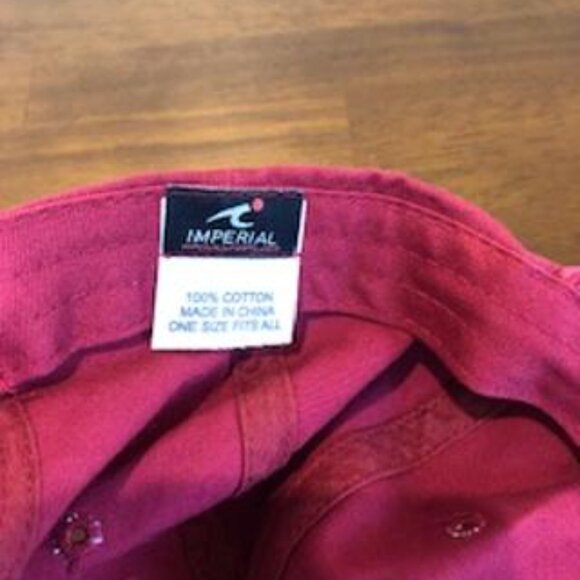 IMPERIAL
100% COTTON
MADE IN CHINA
ONE SIZE FITS ALL